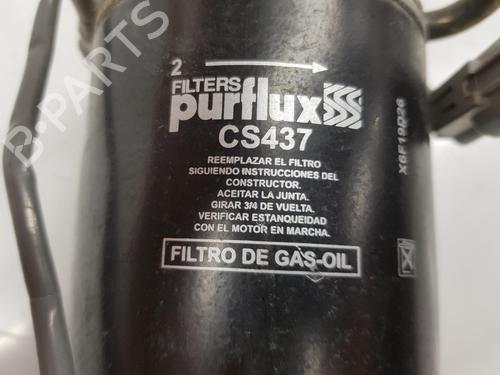 2
FILTERS
purflux
CS437
REEMPLAZAR EL FILTRO
SIGUIENDO INSTRUCCIONES DEL
CONSTRUCTOR.
ACEITAR LA JUNTA.
GIRAR 3/4 DE VUELTA.
VERIFICAR ESTANQUEIDAD
CON EL MOTOR EN MARCHA.
FILTRO DE GAS-OIL
X6F19D26
B-PARTS